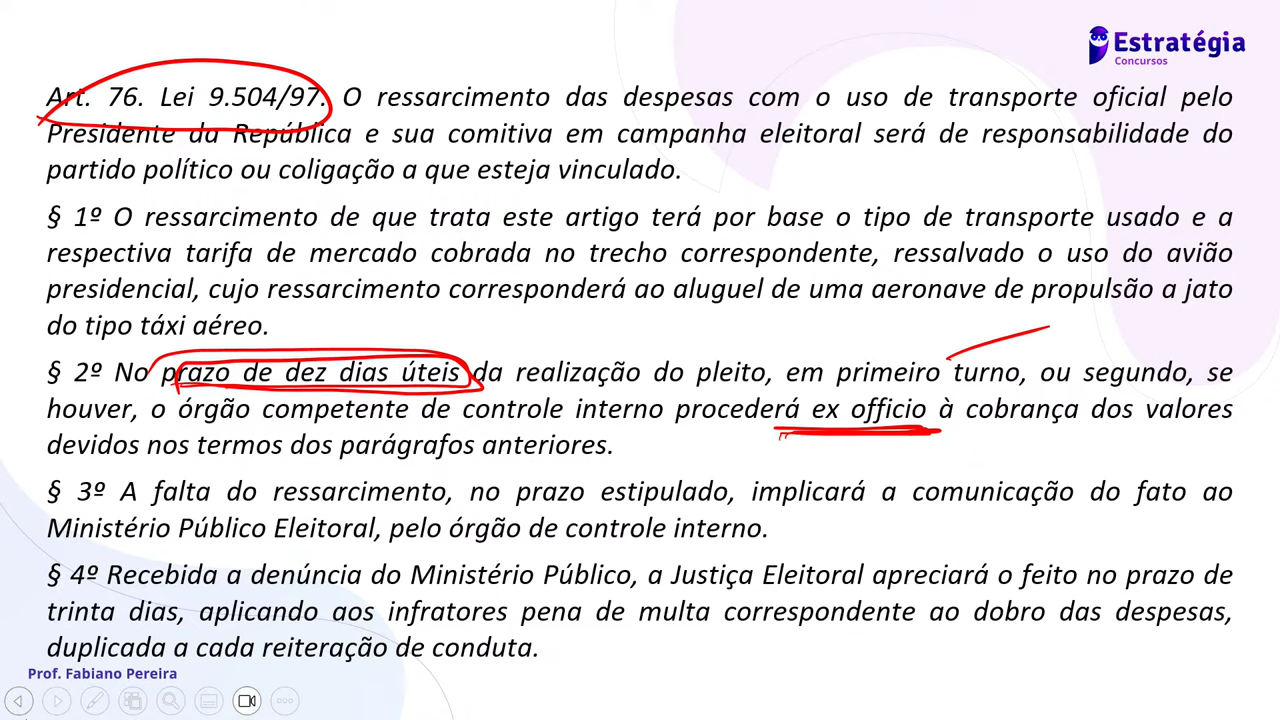 Estratégia
Concursos
Art. 76. Lei 9.504/97. O ressarcimento das despesas com o uso de transporte oficial pelo
Presidente da República e sua comitiva em campanha eleitoral será de responsabilidade do
partido político ou coligação a que esteja vinculado.
§ 1º O ressarcimento de que trata este artigo terá por base o tipo de transporte usado e a
respectiva tarifa de mercado cobrada no trecho correspondente, ressalvado o uso do avião
presidencial, cujo ressarcimento corresponderá ao aluguel de uma aeronave de propulsão a jato
do tipo táxi aéreo.
§ 2º No prazo de dez dias úteis da realização do pleito, em primeiro turno, ou segundo, se
houver, o órgão competente de controle interno procederá ex officio à cobrança dos valores
devidos nos termos dos parágrafos anteriores.
§ 3º A falta do ressarcimento, no prazo estipulado, implicará a comunicação do fato ao
Ministério Público Eleitoral, pelo órgão de controle interno.
§ 4º Recebida a denúncia do Ministério Público, a Justiça Eleitoral apreciará o feito no prazo de
trinta dias, aplicando aos infratores pena de multa correspondente ao dobro das despesas,
duplicada a cada reiteração de conduta.
Prof. Fabiano Pereira